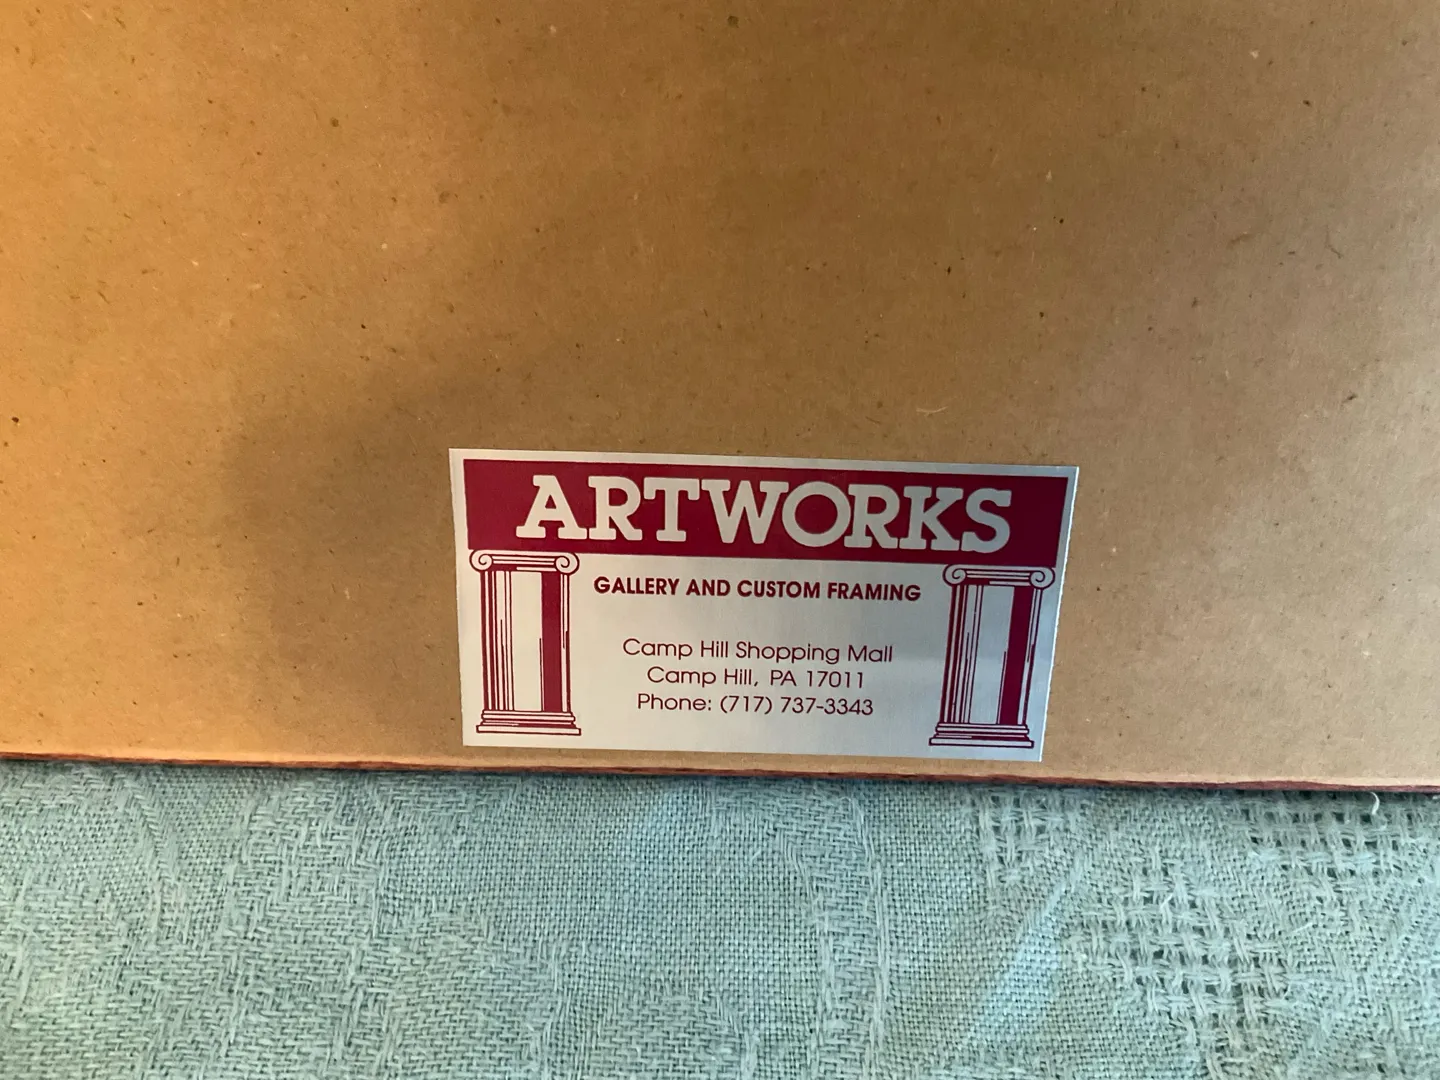 ARTWORKS
GALLERY AND CUSTOM FRAMING
Camp Hill Shopping Mall
Camp Hill, PA 17011
Phone: (717) 737-3343